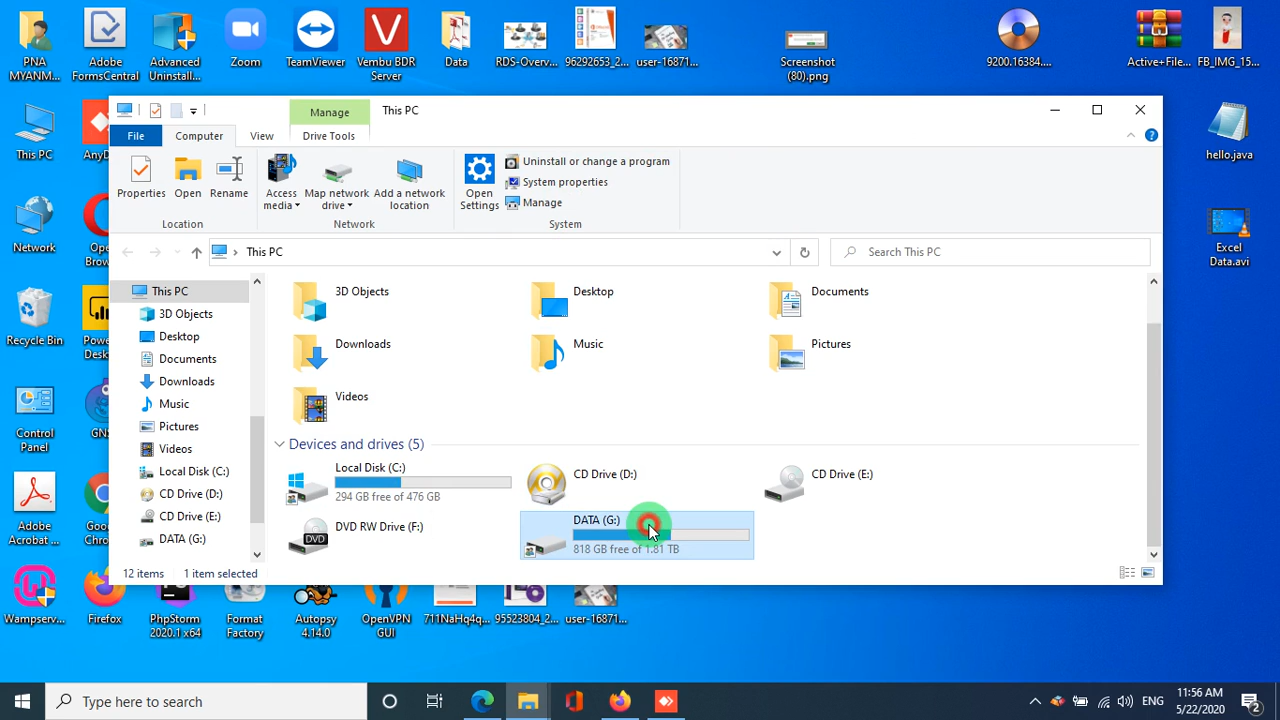 PNA
MYANM...
Adobe
FormsCentral
Advanced
Uninstall...
Zoom
TeamViewer
Vembu BDR
Server
Data
RDS-Overv...
96292653_2...
user-16871...
Screenshot
(80).png
9200.16384....
Active+File...
FB_IMG_15...
Manage
This PC
File
Computer
View
Drive Tools
Properties
Open
Rename
Access
media
Map network
drive
Add a network
location
Open
Settings
Uninstall or change a program
System properties
Manage
Location
Network
System
This PC
Search This PC
This PC
3D Objects
Desktop
Documents
Downloads
Music
Pictures
Videos
Local Disk (C:)
CD Drive (D:)
CD Drive (E:)
DATA (G:)
3D Objects
Desktop
Documents
Downloads
Music
Pictures
Videos
Devices and drives (5)
Local Disk (C:)
294 GB free of 476 GB
CD Drive (D:)
CD Drive (E:)
DVD RW Drive (F:)
DVD
DATA (G:)
818 GB free of 1.81 TB
12 items
1 item selected
This PC
Network
Recycle Bin
Control
Panel
Adobe
Acrobat ...
hello.java
Excel
Data.avi
Wampserv...
Firefox
PhpStorm
2020.1 x64
Format
Factory
Autopsy
4.14.0
OpenVPN
GUI
711NaHq4q...
95523804_2...
user-16871...
Type here to search
ENG
11:56 AM
5/22/2020
2